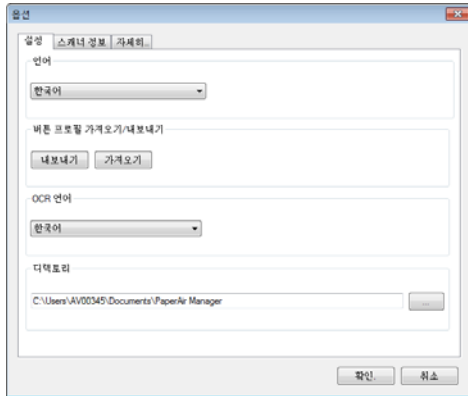 옵션
설정 스캐너 정보 자세히..
언어
한국어
버튼 프로필 가져오기/내보내기
내보내기 가져오기
OCR 언어
한국어
디렉토리
C:\Users\AV00345\Documents\PaperAir Manager ...
확인. 취소